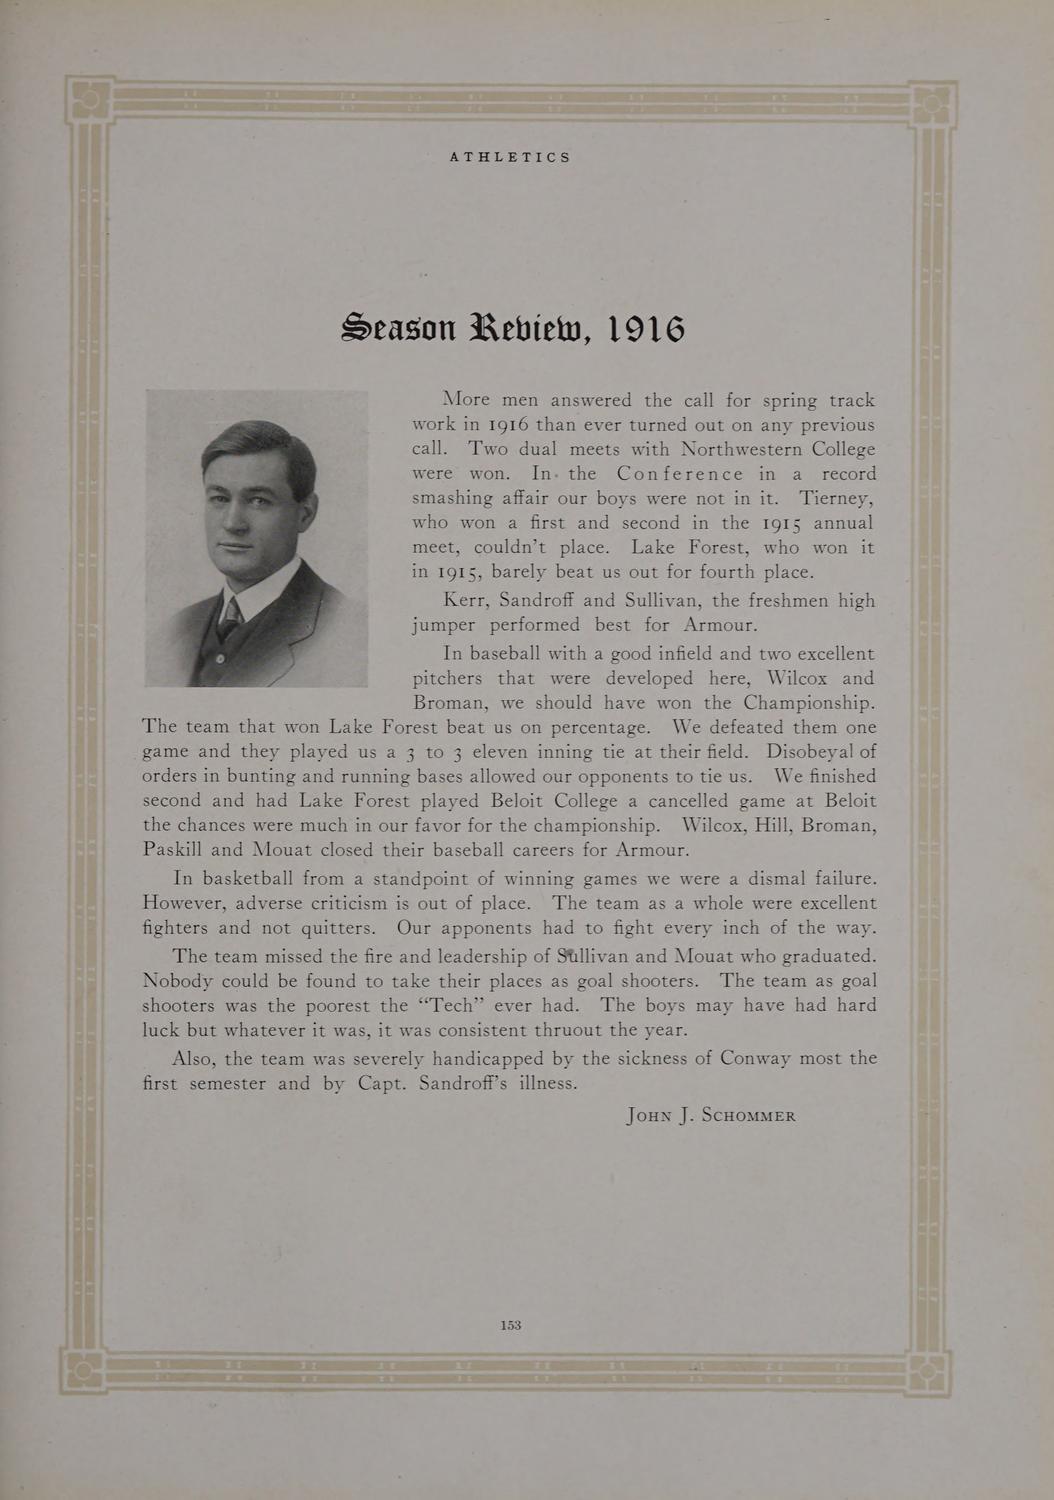 ATHLETICS
Season Review, 1916
More men answered the call for spring track
work in 1916 than ever turned out on any previous
call. Two dual meets with Northwestern College
were won. In the Conference in a record
smashing affair our boys were not in it. Tierney,
who won a first and second in the 1915 annual
meet, couldn't place. Lake Forest, who won it
in 1915, barely beat us out for fourth place.
Kerr, Sandroff and Sullivan, the freshmen high
jumper performed best for Armour.
In baseball with a good infield and two excellent
pitchers that were developed here, Wilcox and
Broman, we should have won the Championship.
The team that won Lake Forest beat us on percentage. We defeated them one
game and they played us a 3 to 3 eleven inning tie at their field. Disobeyal of
orders in bunting and running bases allowed our opponents to tie us. We finished
second and had Lake Forest played Beloit College a cancelled game at Beloit
the chances were much in our favor for the championship. Wilcox, Hill, Broman,
Paskill and Mouat closed their baseball careers for Armour.
In basketball from a standpoint of winning games we were a dismal failure.
However, adverse criticism is out of place. The team as a whole were excellent
fighters and not quitters. Our apponents had to fight every inch of the way.
The team missed the fire and leadership of Sullivan and Mouat who graduated.
Nobody could be found to take their places as goal shooters. The team as goal
shooters was the poorest the "Tech" ever had. The boys may have had hard
luck but whatever it was, it was consistent thruout the year.
Also, the team was severely handicapped by the sickness of Conway most the
first semester and by Capt. Sandroff's illness.
JOHN J. SCHOMMER
153